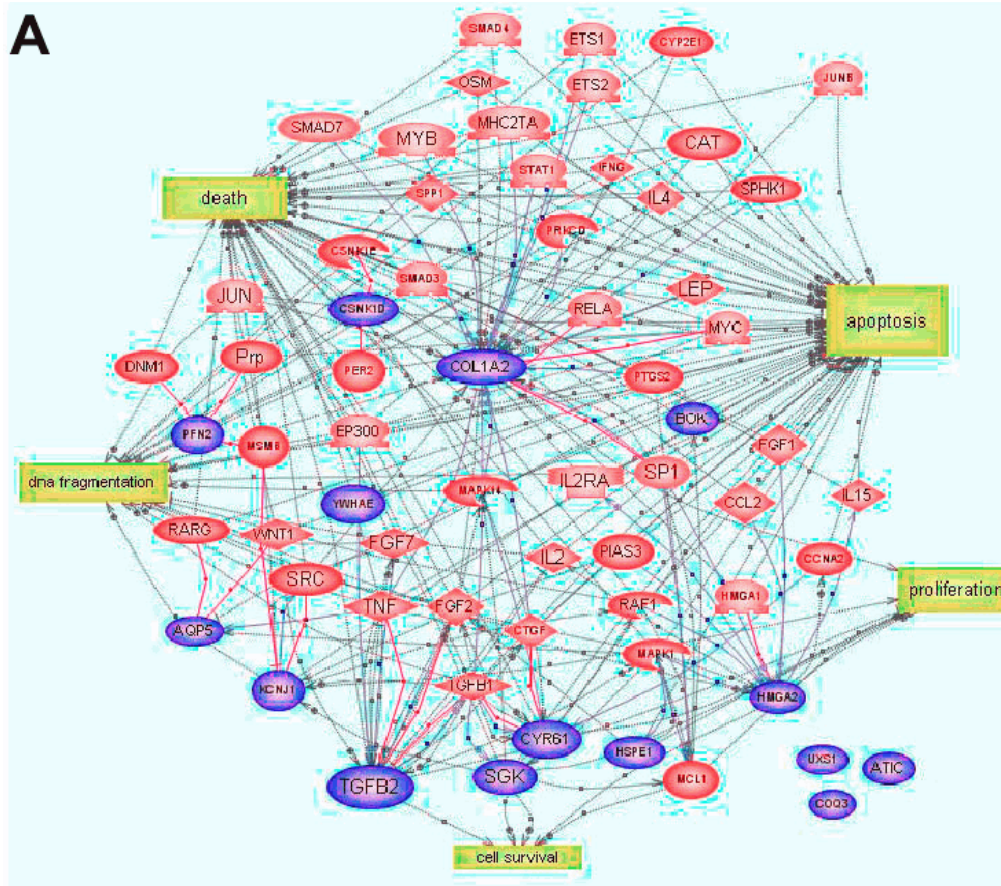 A
SMAD4
ETS1
CYP2E1
OSM
ETS2
JUNB
SMAD7
MYB
MHC2TA
CAT
STAT1
IFNG
death
SPP1
IL4
SPHK1
PRKCD
CSNK1E
SMAD3
LEP
JUN
CSNK1D
RELA
MYC
apoptosis
DNM1
Prp
PER2
COL1A2
PTGS2
BOK
PFN2
MSMB
EP300
FGF1
dna fragmentation
YWHAE
MAPK14
IL2RA
SP1
CCL2
IL15
RARG
WNT1
FGF7
IL2
PIAS3
CCNA2
SRC
proliferation
TNF
FGF2
RAF1
HMGA1
AQP5
CTGF
MAPK1
KCNJ1
TGFB1
HMGA2
CYR61
HSPE1
TGFB2
SGK
MCL1
UXS1
ATIC
COQ3
cell survival